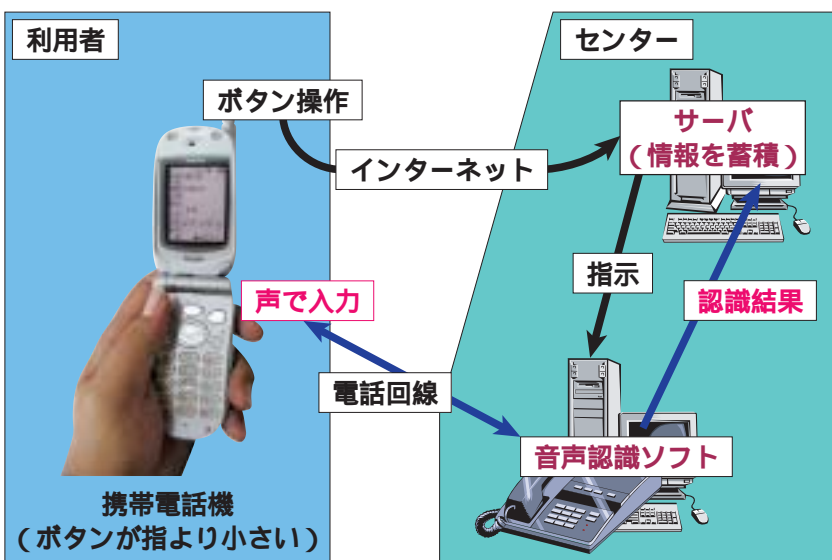 利用者
センター
ボタン操作
サーバ
(情報を蓄積)
インターネット
指示
声で入力
認識結果
電話回線
音声認識ソフト
携帯電話機
(ボタンが指より小さい)